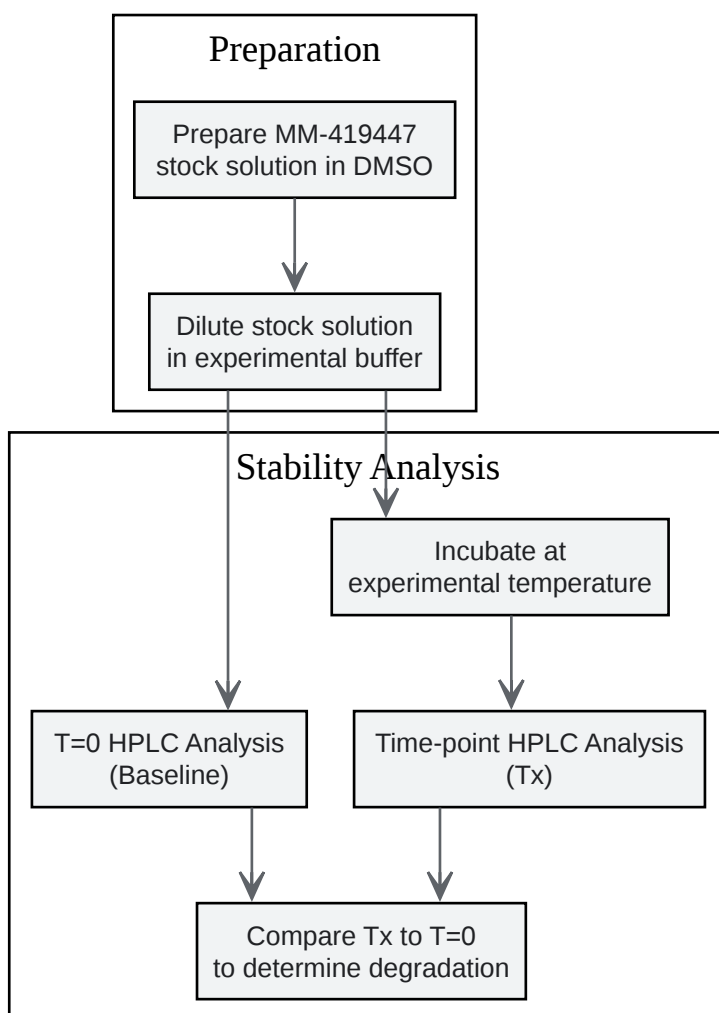 Preparation
Prepare MM-419447
stock solution in DMSO
Dilute stock solution
in experimental buffer
Stability Analysis
Incubate at
experimental temperature
T=0 HPLC Analysis
(Baseline)
Time-point HPLC Analysis
(Tx)
Compare Tx to T=0
to determine degradation